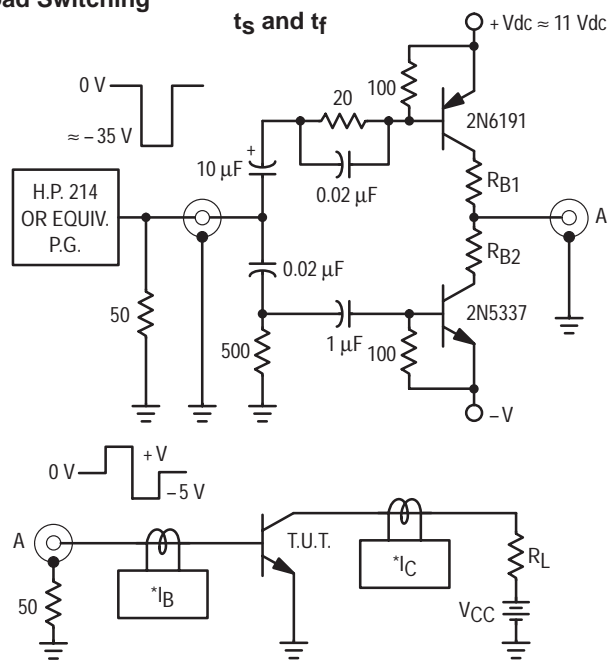 oad Switching
ts and tf
+ Vdc ≈ 11 Vdc
0 V
≈ – 35 V
100
20
2N6191
+
10 μF
0.02 μF
RB1
H.P. 214
OR EQUIV.
P.G.
A
RB2
0.02 μF
50
2N5337
500
1 μF
100
– V
0 V
+ V
– 5 V
A
T.U.T.
50
*IB
*IC
RL
VCC